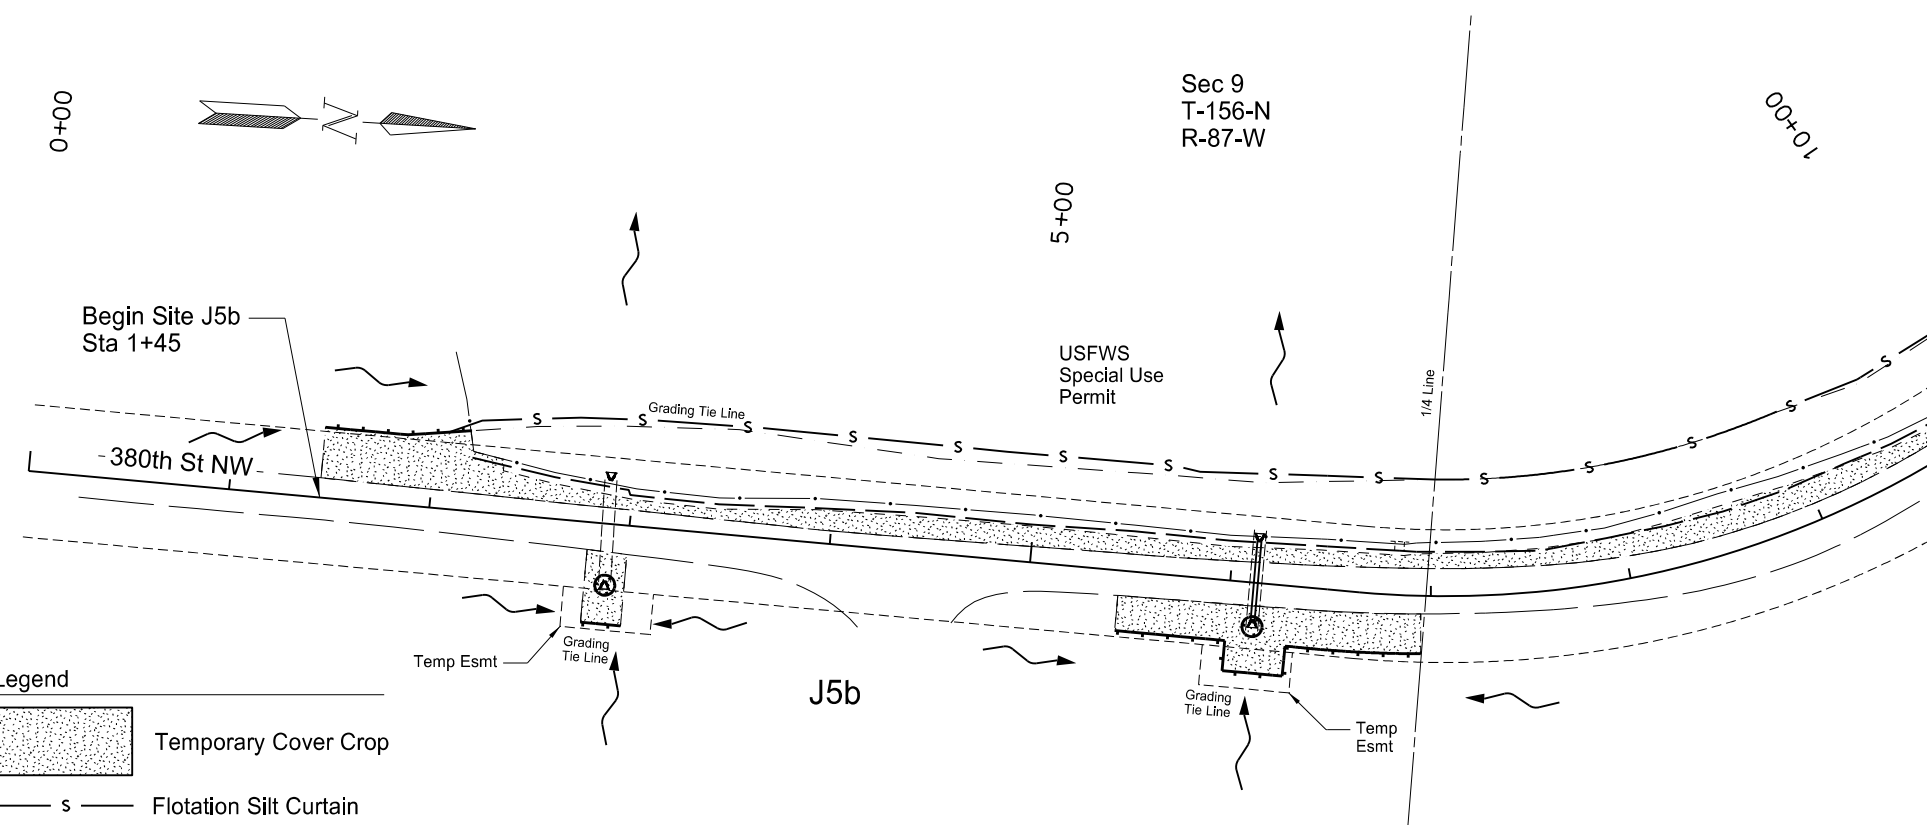 0+00
N
Sec 9
T-156-N
R-87-W
10+00
5+00
Begin Site J5b
Sta 1+45
USFWS
Special Use
Permit
1/4 Line
Grading Tie Line
S S S S S S S S S S S S S S
380th St NW
Temp Esmt
Grading
Tie Line
J5b
Grading
Tie Line
Temp
Esmt
Legend
Temporary Cover Crop
S Flotation Silt Curtain